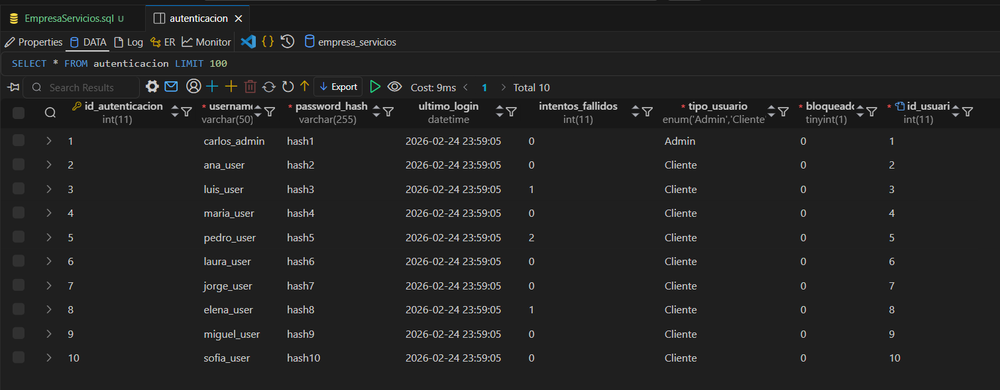 EmpresaServicios.sql U autenticacion
Properties DATA Log ER Monitor {} empresa_servicios
SELECT * FROM autenticacion LIMIT 100
Search Results Export Cost: 9ms 1 Total 10
id_autenticacion * usernam * password_hash ultimo_login intentos_fallidos * tipo_usuario * bloqueado * id_usuari
int(11) varchar(50) varchar(255) datetime int(11) enum('Admin','Cliente' tinyint(1) int(11)
1 carlos_admin hash1 2026-02-24 23:59:05 0 Admin 0 1
2 ana_user hash2 2026-02-24 23:59:05 0 Cliente 0 2
3 luis_user hash3 2026-02-24 23:59:05 1 Cliente 0 3
4 maria_user hash4 2026-02-24 23:59:05 0 Cliente 0 4
5 pedro_user hash5 2026-02-24 23:59:05 2 Cliente 0 5
6 laura_user hash6 2026-02-24 23:59:05 0 Cliente 0 6
7 jorge_user hash7 2026-02-24 23:59:05 0 Cliente 0 7
8 elena_user hash8 2026-02-24 23:59:05 1 Cliente 0 8
9 miguel_user hash9 2026-02-24 23:59:05 0 Cliente 0 9
10 sofia_user hash10 2026-02-24 23:59:05 0 Cliente 0 10